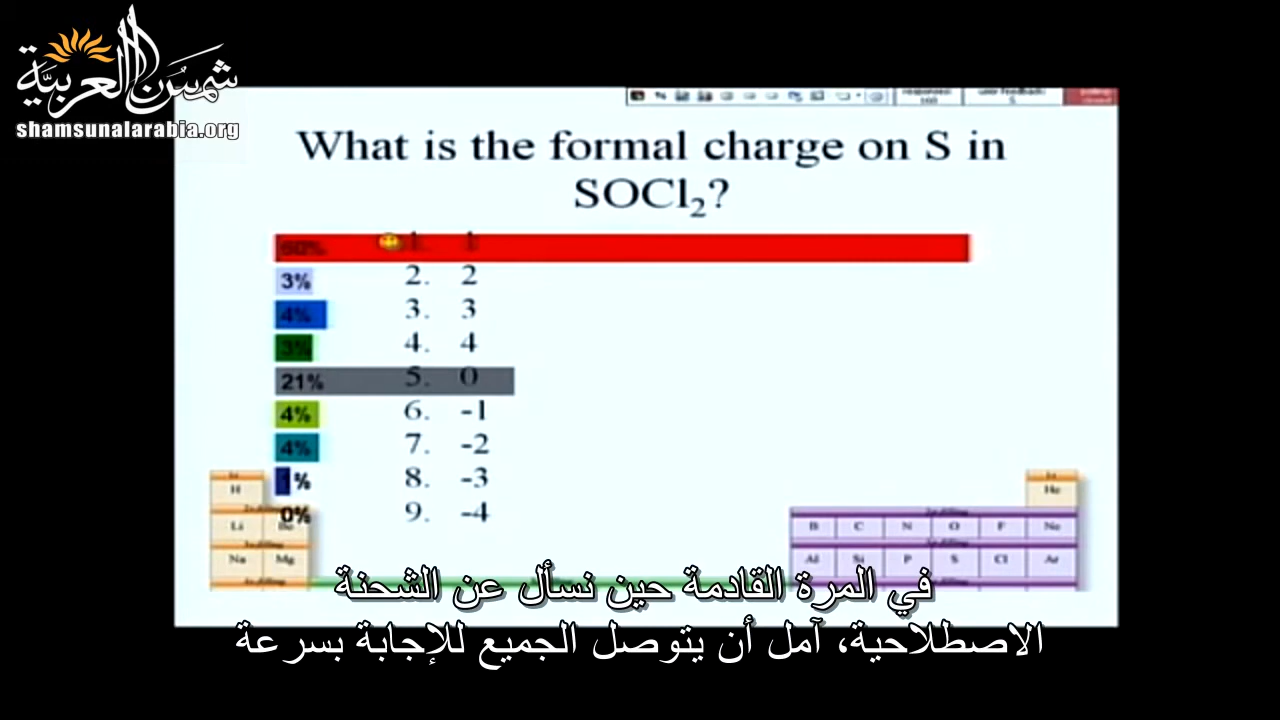 شمس العربية
shamsunalarabia.org
What is the formal charge on S in
SOCl₂?
60% 1. 1
3% 2. 2
4% 3. 3
3% 4. 4
21% 5. 0
4% 6. -1
4% 7. -2
1% 8. -3
0% 9. -4
H He
Li Be B C N O F Ne
Na Mg Al Si P S Cl Ar
في المرة القادمة حين نسأل عن الشحنة
الاصطلاحية، آمل أن يتوصل الجميع للإجابة بسرعة